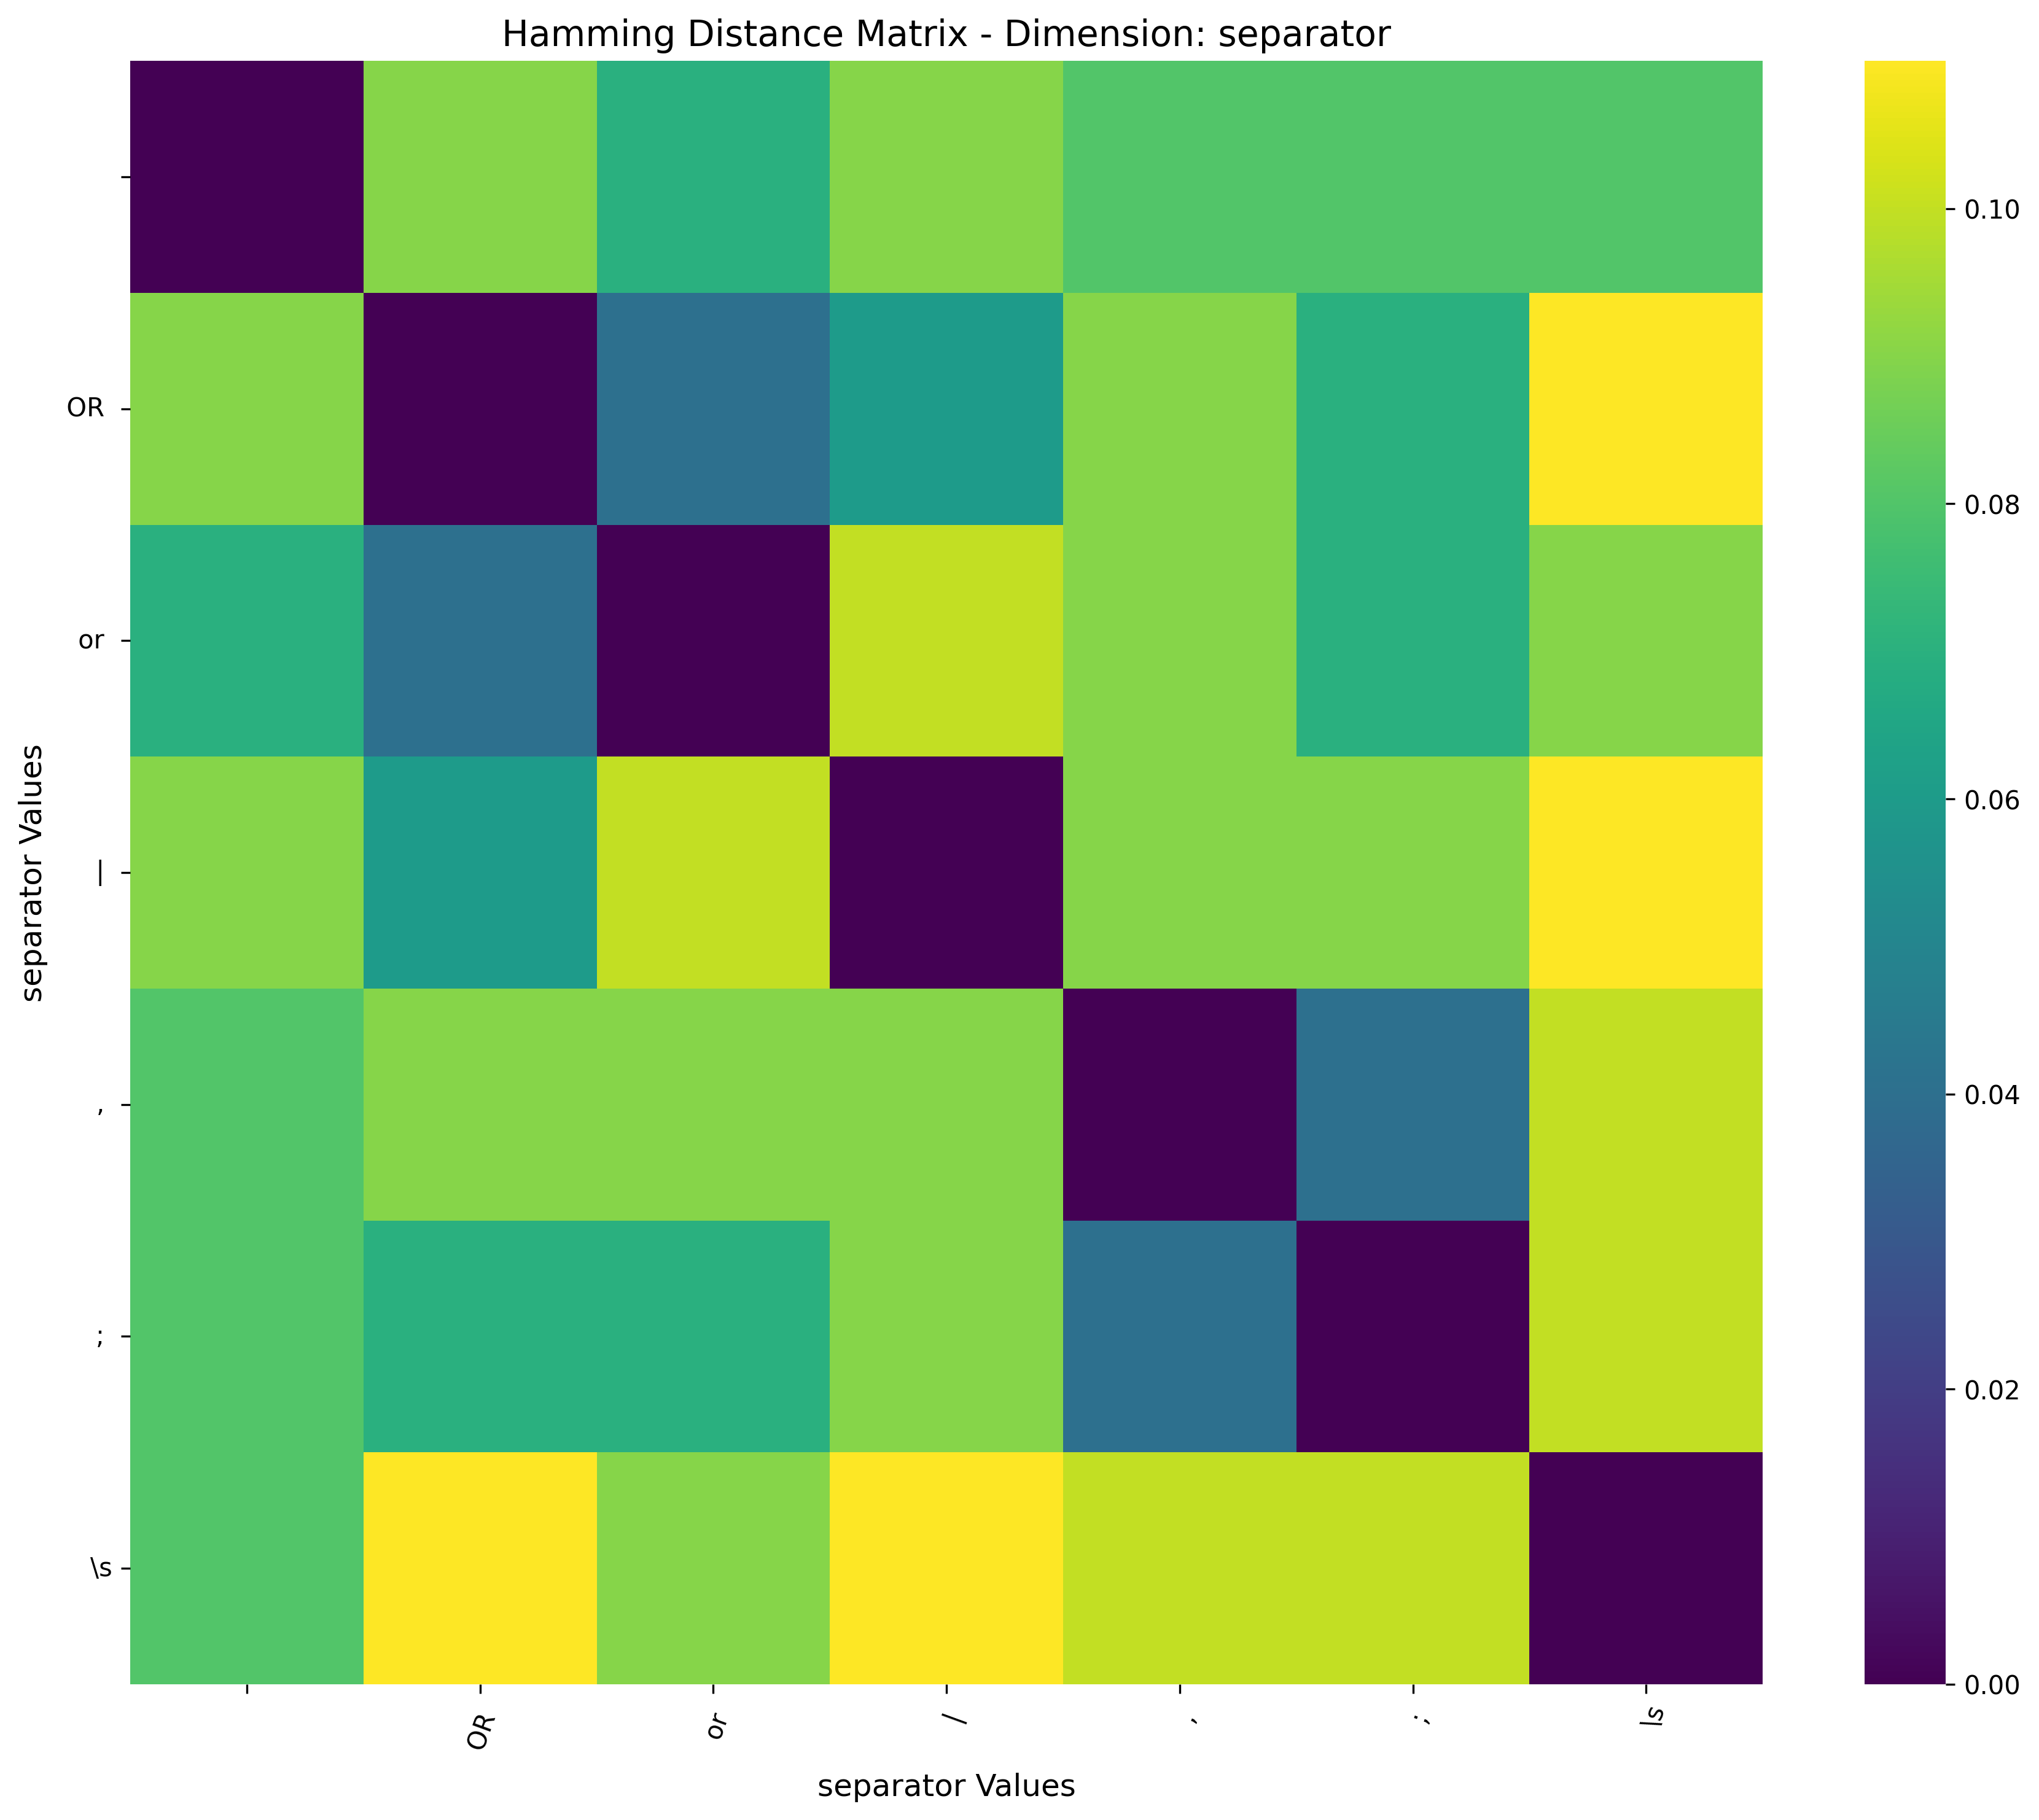 Hamming Distance Matrix - Dimension: separator
separator Values
OR
or
|
,
;
\s
OR
or
|
,
;
\s
separator Values
0.10
0.08
0.06
0.04
0.02
0.00